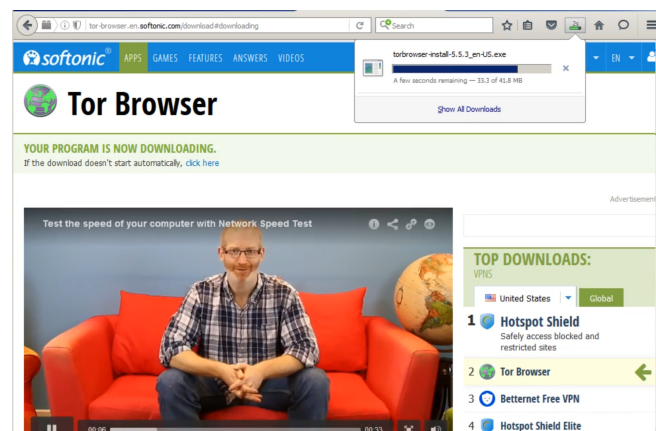 tor-browser.en.softonic.com/download#downloading
Search
softonic®
APPS GAMES FEATURES ANSWERS VIDEOS
EN
torbrowser-install-5.5.3_en-US.exe
A few seconds remaining — 33.3 of 41.8 MB
Show All Downloads
Tor Browser
YOUR PROGRAM IS NOW DOWNLOADING.
If the download doesn't start automatically, click here
Advertisement
Test the speed of your computer with Network Speed Test
00:06
00:33
TOP DOWNLOADS:
VPNS
United States
Global
1 Hotspot Shield
Safely access blocked and
restricted sites
2 Tor Browser
3 Betternet Free VPN
4 Hotspot Shield Elite